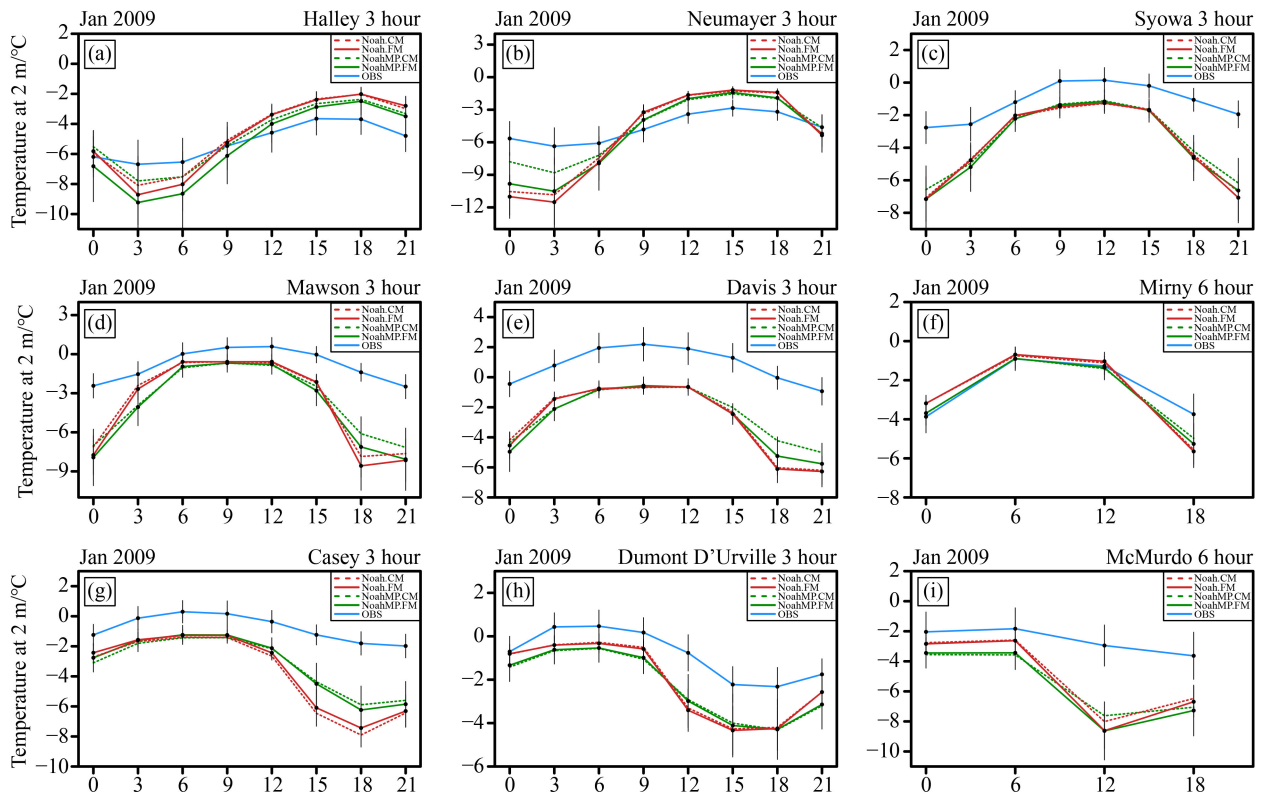 Jan 2009 Halley 3 hour
Jan 2009 Neumayer 3 hour
Jan 2009 Syowa 3 hour
Temperature at 2 m/°C
(a)
Noah.CM
Noah.FM
NoahMP.CM
NoahMP.FM
OBS
2
0
−2
−4
−6
−8
−10
0 3 6 9 12 15 18 21
(b)
Noah.CM
Noah.FM
NoahMP.CM
NoahMP.FM
OBS
3
0
−3
−6
−9
−12
0 3 6 9 12 15 18 21
(c)
Noah.CM
Noah.FM
NoahMP.CM
NoahMP.FM
OBS
2
0
−2
−4
−6
−8
0 3 6 9 12 15 18 21
Jan 2009 Mawson 3 hour
Jan 2009 Davis 3 hour
Jan 2009 Mirny 6 hour
Temperature at 2 m/°C
(d)
Noah.CM
Noah.FM
NoahMP.CM
NoahMP.FM
OBS
3
0
−3
−6
−9
0 3 6 9 12 15 18 21
(e)
Noah.CM
Noah.FM
NoahMP.CM
NoahMP.FM
OBS
4
2
0
−2
−4
−6
−8
0 3 6 9 12 15 18 21
(f)
Noah.CM
Noah.FM
NoahMP.CM
NoahMP.FM
OBS
2
0
−2
−4
−6
−8
0 6 12 18
Jan 2009 Casey 3 hour
Jan 2009 Dumont D’Urville 3 hour
Jan 2009 McMurdo 6 hour
Temperature at 2 m/°C
(g)
Noah.CM
Noah.FM
NoahMP.CM
NoahMP.FM
OBS
2
0
−2
−4
−6
−8
−10
0 3 6 9 12 15 18 21
(h)
Noah.CM
Noah.FM
NoahMP.CM
NoahMP.FM
OBS
2
0
−2
−4
−6
0 3 6 9 12 15 18 21
(i)
Noah.CM
Noah.FM
NoahMP.CM
NoahMP.FM
OBS
2
0
−2
−4
−6
−8
−10
0 6 12 18